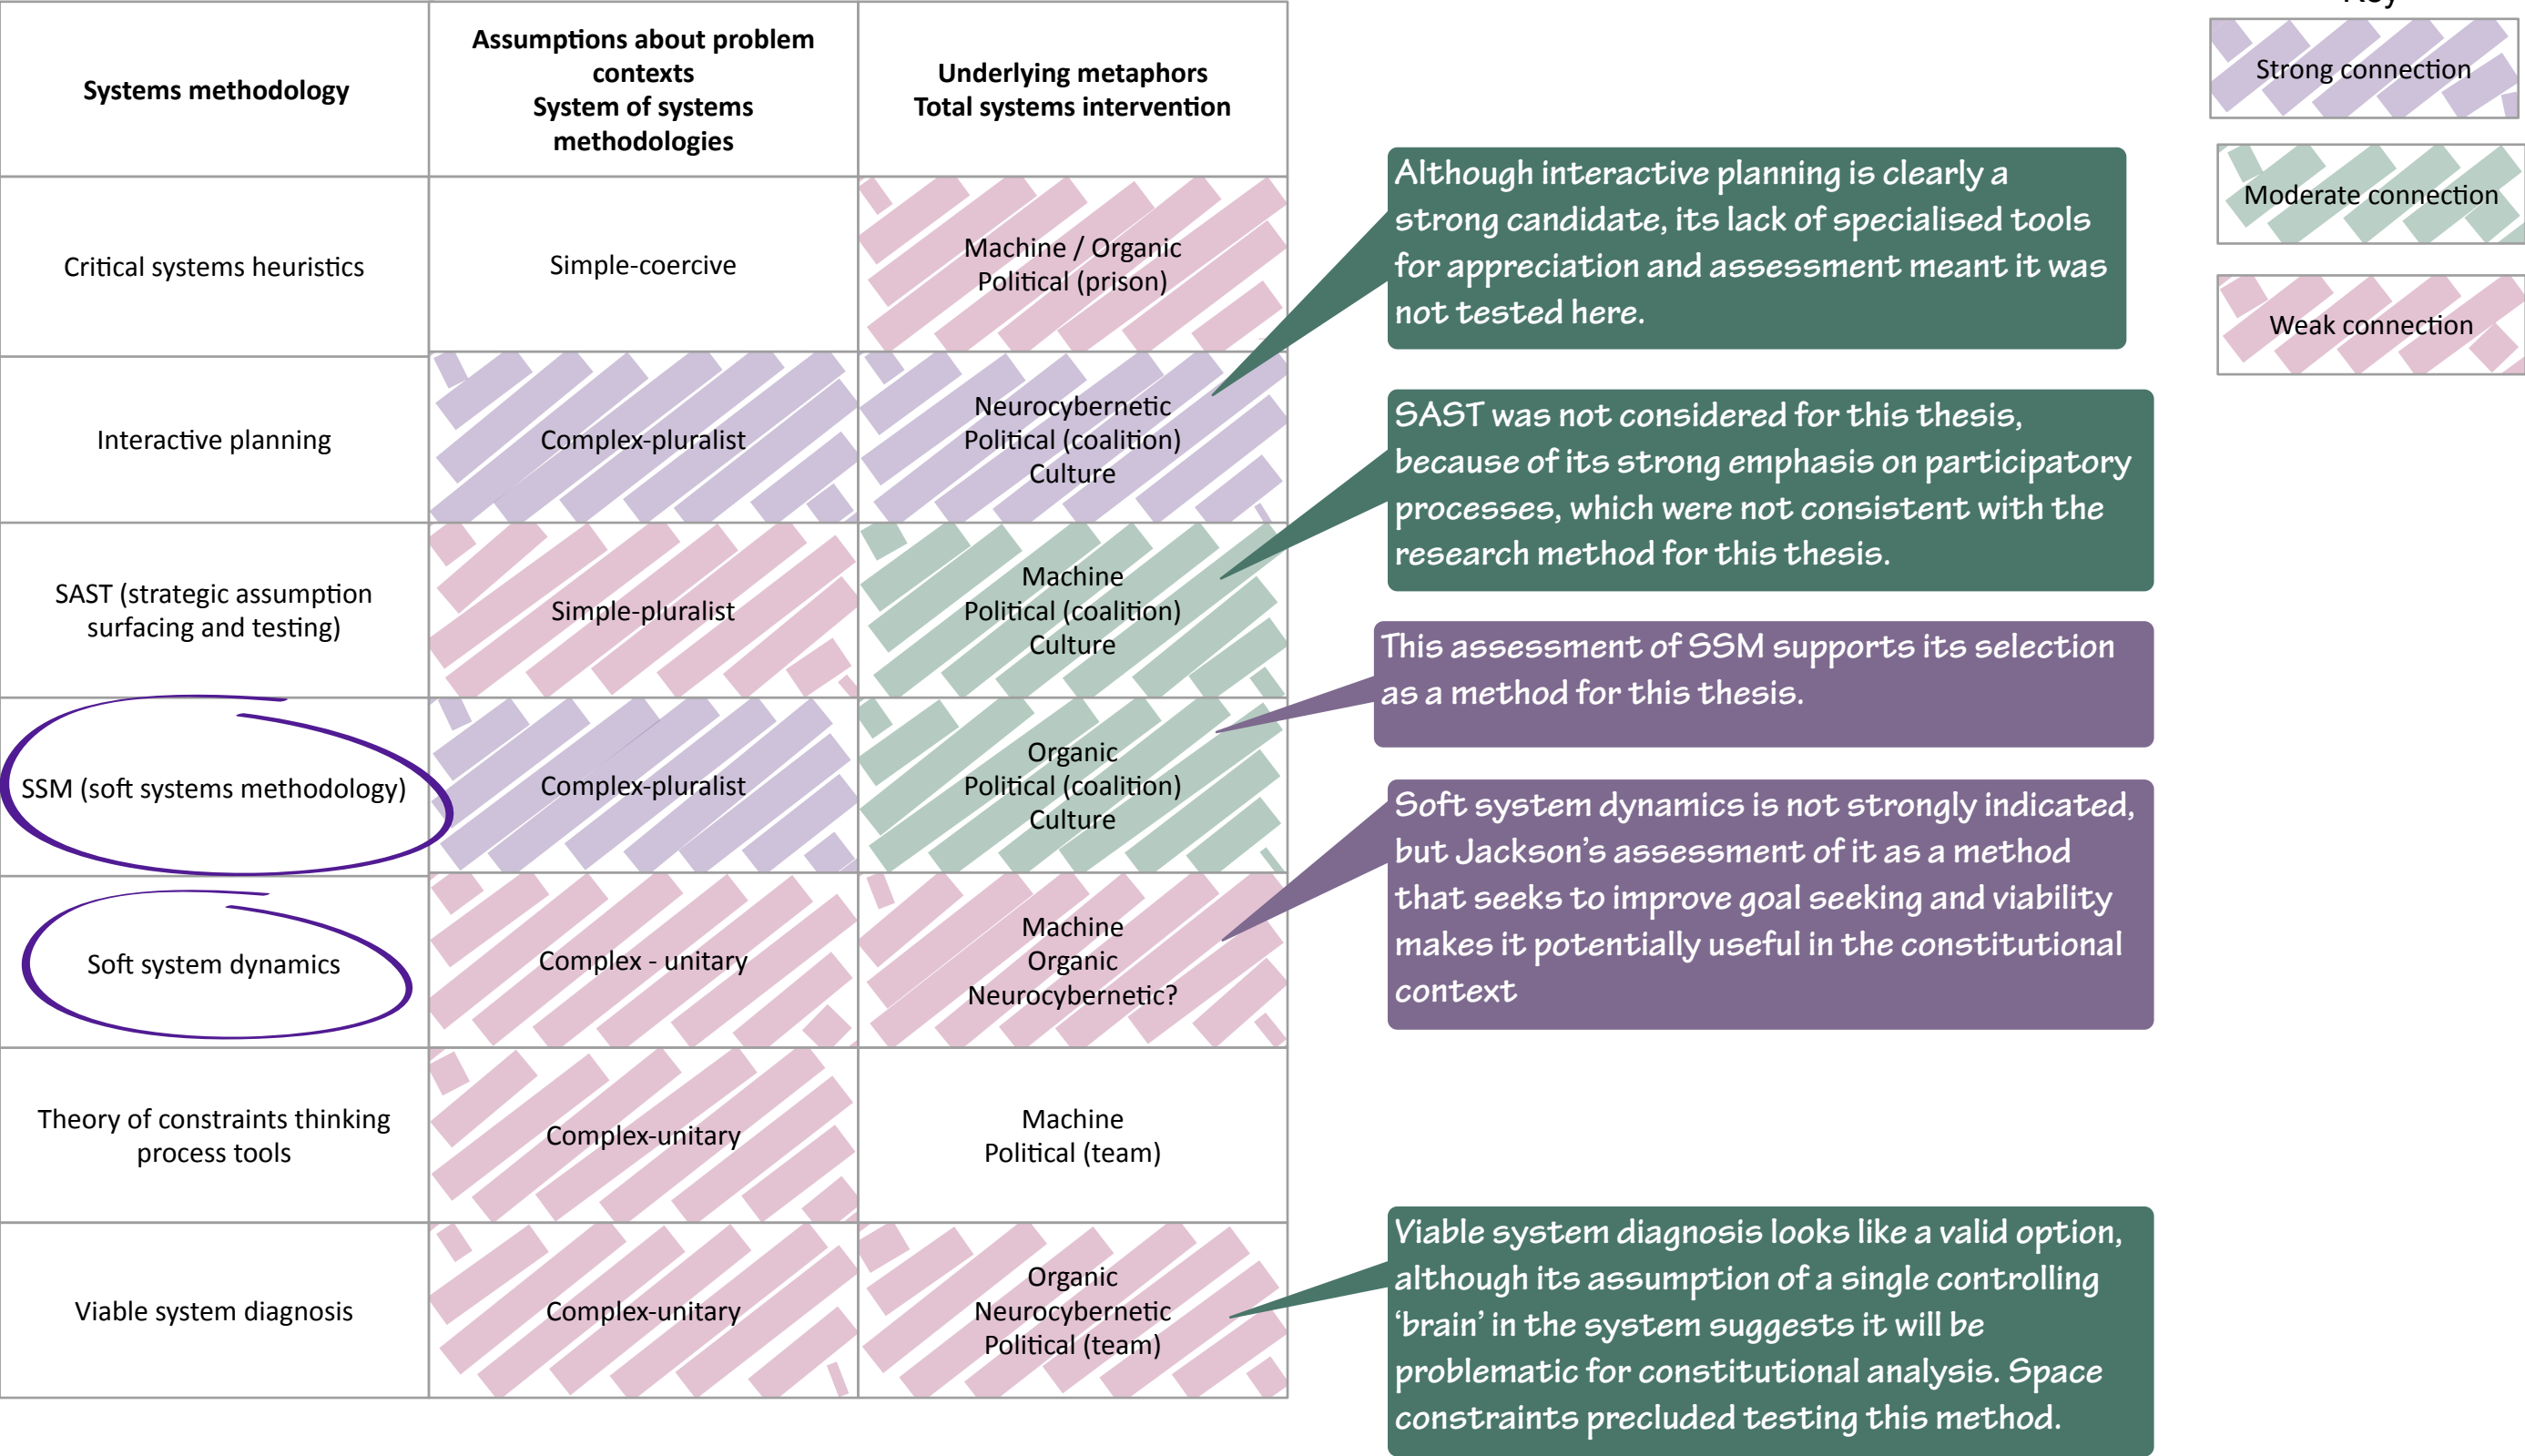 Key
Systems methodology
Assumptions about problem
contexts
System of systems
methodologies
Underlying metaphors
Total systems intervention
Critical systems heuristics
Simple-coercive
Machine / Organic
Political (prison)
Interactive planning
Complex-pluralist
Neurocybernetic
Political (coalition)
Culture
SAST (strategic assumption
surfacing and testing)
Simple-pluralist
Machine
Political (coalition)
Culture
SSM (soft systems methodology)
Complex-pluralist
Organic
Political (coalition)
Culture
Soft system dynamics
Complex - unitary
Machine
Organic
Neurocybernetic?
Theory of constraints thinking
process tools
Complex-unitary
Machine
Political (team)
Viable system diagnosis
Complex-unitary
Organic
Neurocybernetic
Political (team)
Although interactive planning is clearly a
strong candidate, its lack of specialised tools
for appreciation and assessment meant it was
not tested here.
SAST was not considered for this thesis,
because of its strong emphasis on participatory
processes, which were not consistent with the
research method for this thesis.
This assessment of SSM supports its selection
as a method for this thesis.
Soft system dynamics is not strongly indicated,
but Jackson’s assessment of it as a method
that seeks to improve goal seeking and viability
makes it potentially useful in the constitutional
context
Viable system diagnosis looks like a valid option,
although its assumption of a single controlling
‘brain’ in the system suggests it will be
problematic for constitutional analysis. Space
constraints precluded testing this method.
Strong connection
Moderate connection
Weak connection